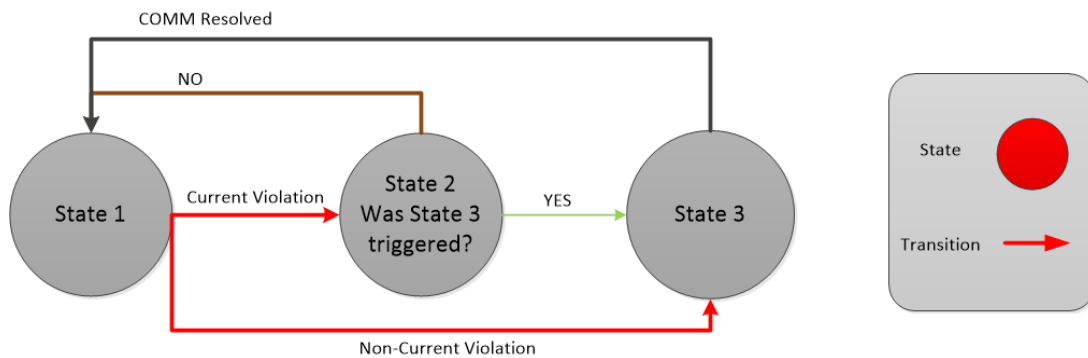 COMM Resolved
NO
State 1
Current Violation
State 2
Was State 3
triggered?
YES
State 3
Non-Current Violation
State
Transition